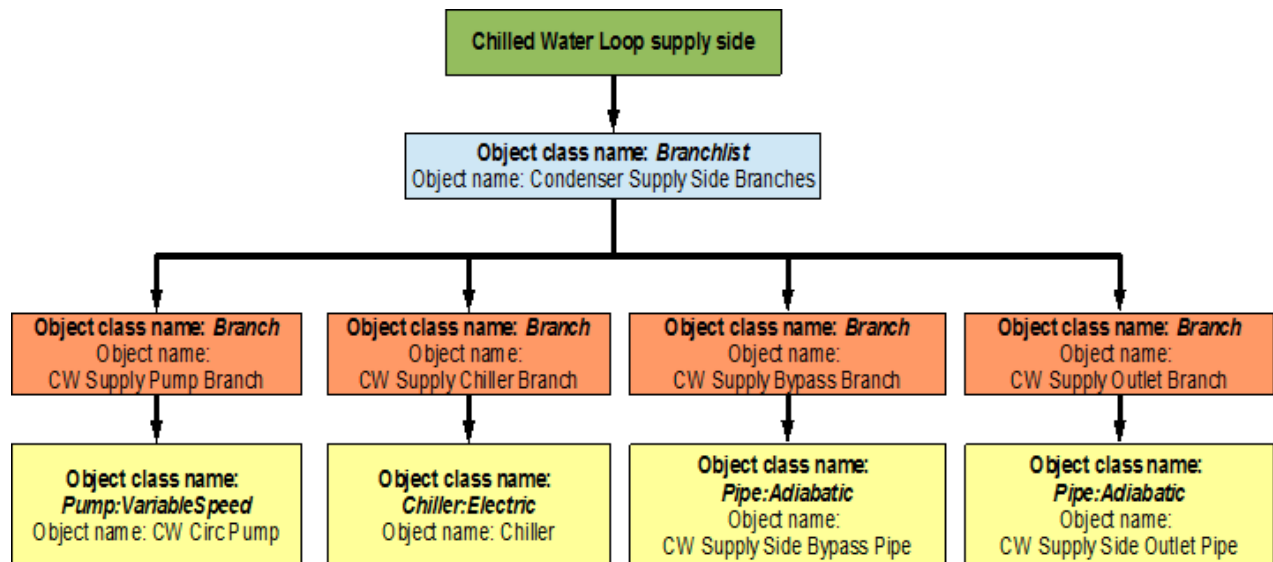 Chilled Water Loop supply side
Object class name: Branchlist
Object name: Condenser Supply Side Branches
Object class name: Branch
Object name:
CW Supply Pump Branch
Object class name: Branch
Object name:
CW Supply Chiller Branch
Object class name: Branch
Object name:
CW Supply Bypass Branch
Object class name: Branch
Object name:
CW Supply Outlet Branch
Object class name:
Pump:VariableSpeed
Object name: CW Circ Pump
Object class name:
Chiller:Electric
Object name: Chiller
Object class name:
Pipe:Adiabatic
Object name:
CW Supply Side Bypass Pipe
Object class name:
Pipe:Adiabatic
Object name:
CW Supply Side Outlet Pipe